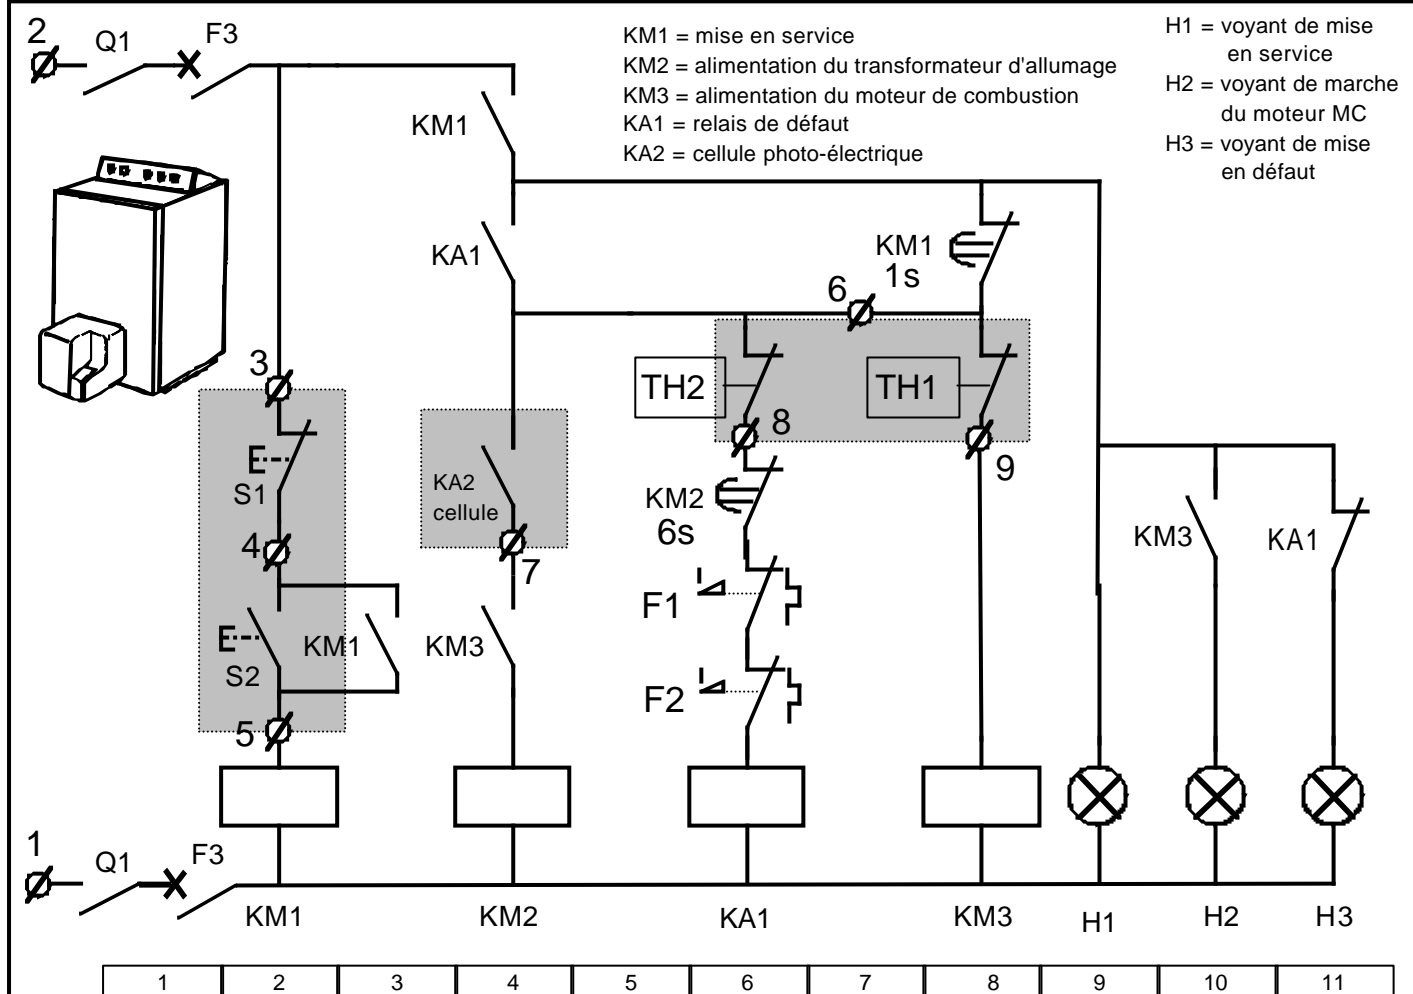 2
Q1
F3
KM1 = mise en service
KM2 = alimentation du transformateur d'allumage
KM3 = alimentation du moteur de combustion
KA1 = relais de défaut
KA2 = cellule photo-électrique
H1 = voyant de mise
en service
H2 = voyant de marche
du moteur MC
H3 = voyant de mise
en défaut
KM1
KA1
KM1
1s
6
3
TH2
TH1
8
9
S1
KA2
cellule
KM2
6s
4
7
KM3
KA1
F1
S2
KM1
KM3
F2
5
1
Q1
F3
KM1
KM2
KA1
KM3
H1
H2
H3
1 2 3 4 5 6 7 8 9 10 11